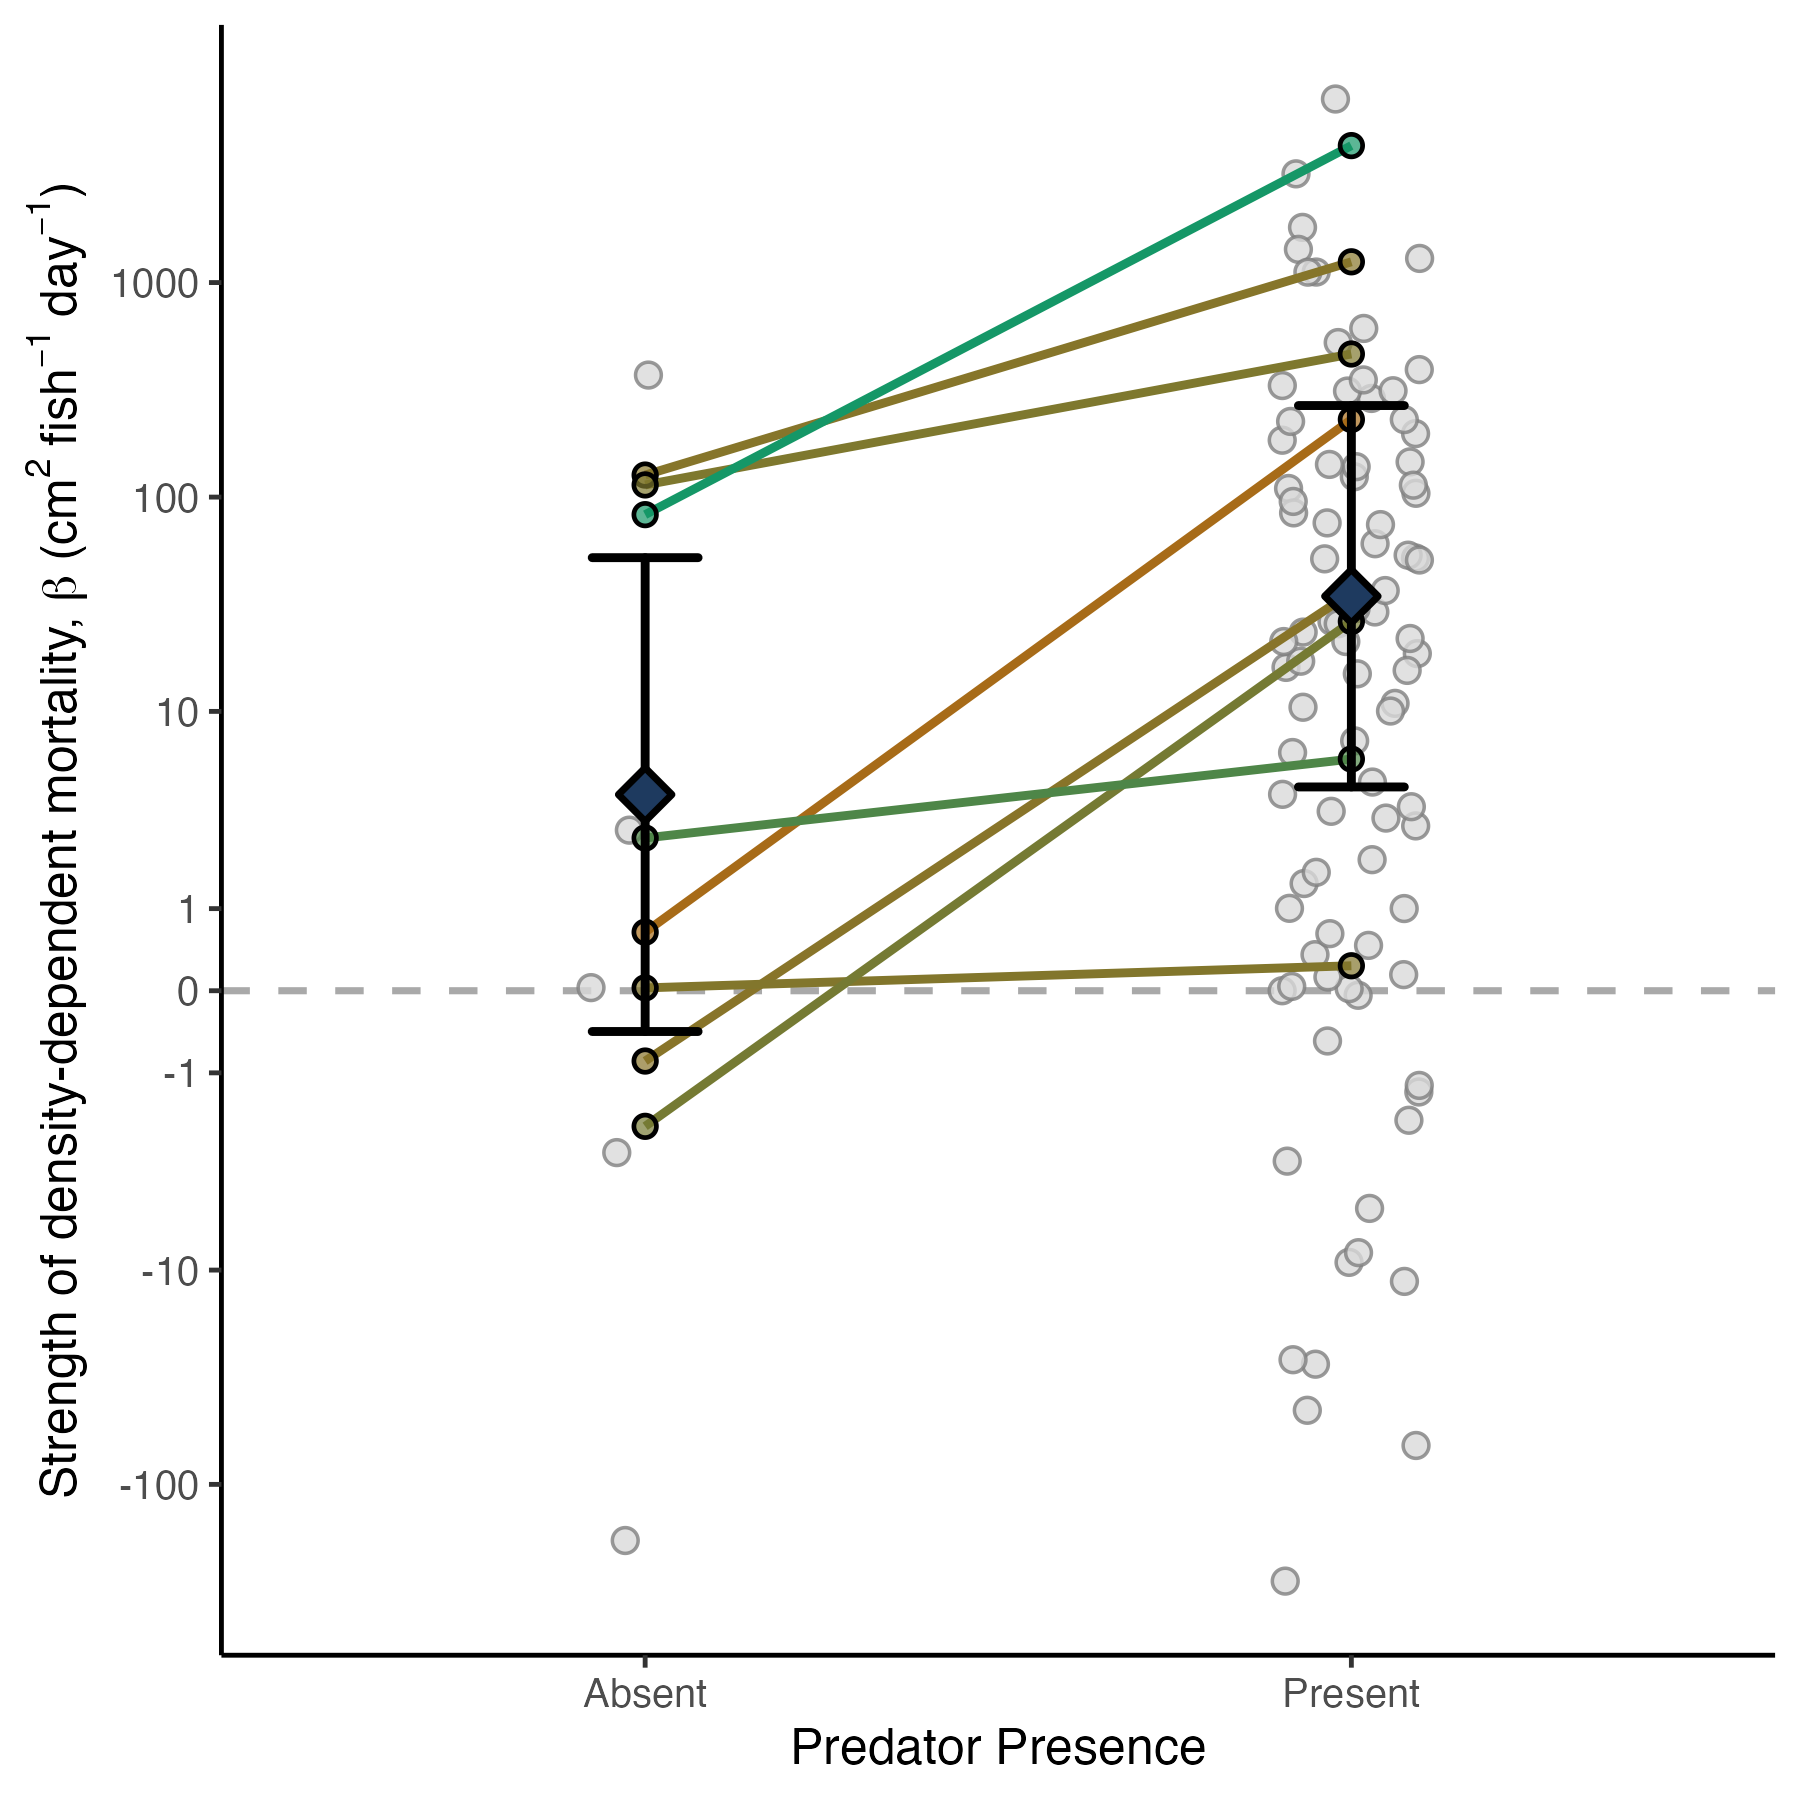 Strength of density-dependent mortality, β (cm² fish⁻¹ day⁻¹)
1000
100
10
1
0
-1
-10
-100
Absent
Present
Predator Presence